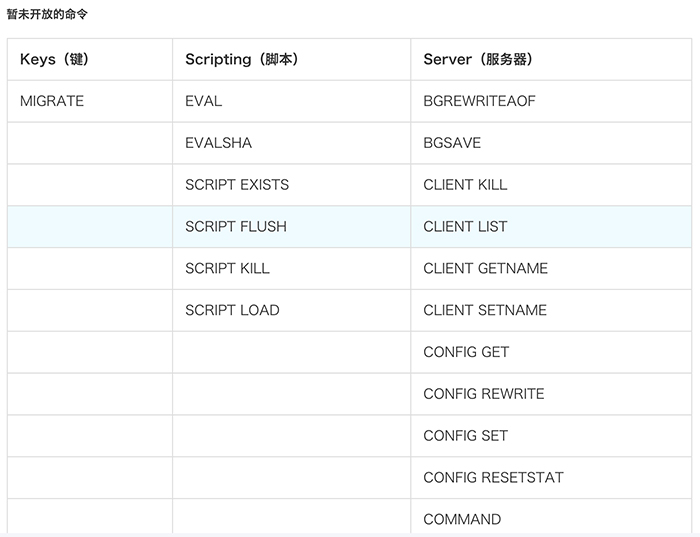 暂未开放的命令
Keys（键） Scripting（脚本） Server（服务器）
MIGRATE EVAL BGREWRITEAOF
EVALSHA BGSAVE
SCRIPT EXISTS CLIENT KILL
SCRIPT FLUSH CLIENT LIST
SCRIPT KILL CLIENT GETNAME
SCRIPT LOAD CLIENT SETNAME
CONFIG GET
CONFIG REWRITE
CONFIG SET
CONFIG RESETSTAT
COMMAND